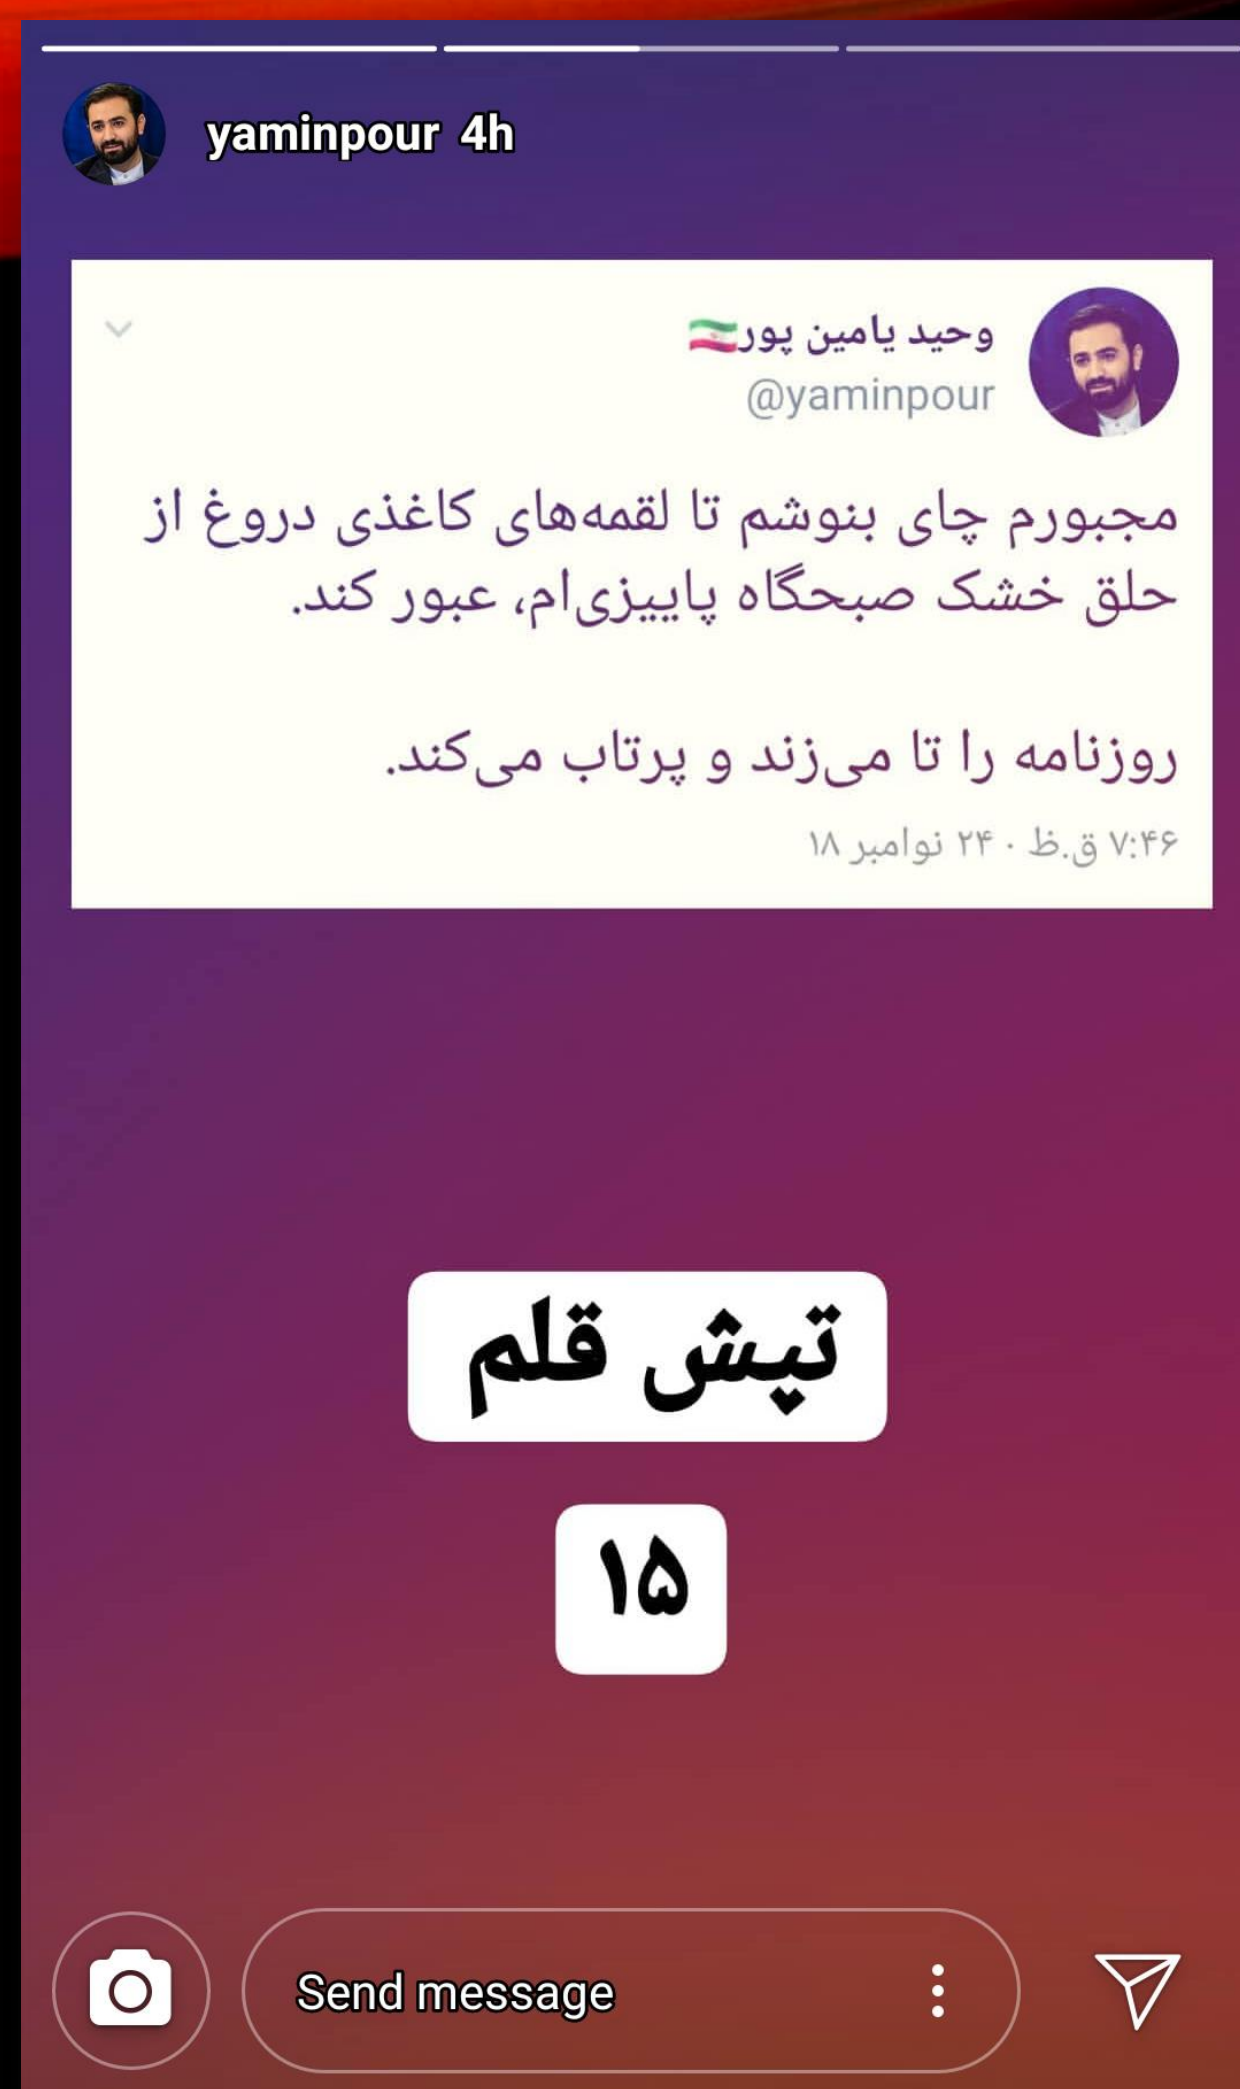 yaminpour 4h
وحید یامین پور🇮🇷
@yaminpour
مجبورم چای بنوشم تا لقمه‌های کاغذی دروغ از
حلق خشک صبحگاه پاییزی‌ام، عبور کند.
روزنامه را تا می‌زند و پرتاب می‌کند.
۷:۴۶ ق.ظ · ۲۴ نوامبر ۱۸
تپش قلم
۱۵
Send message